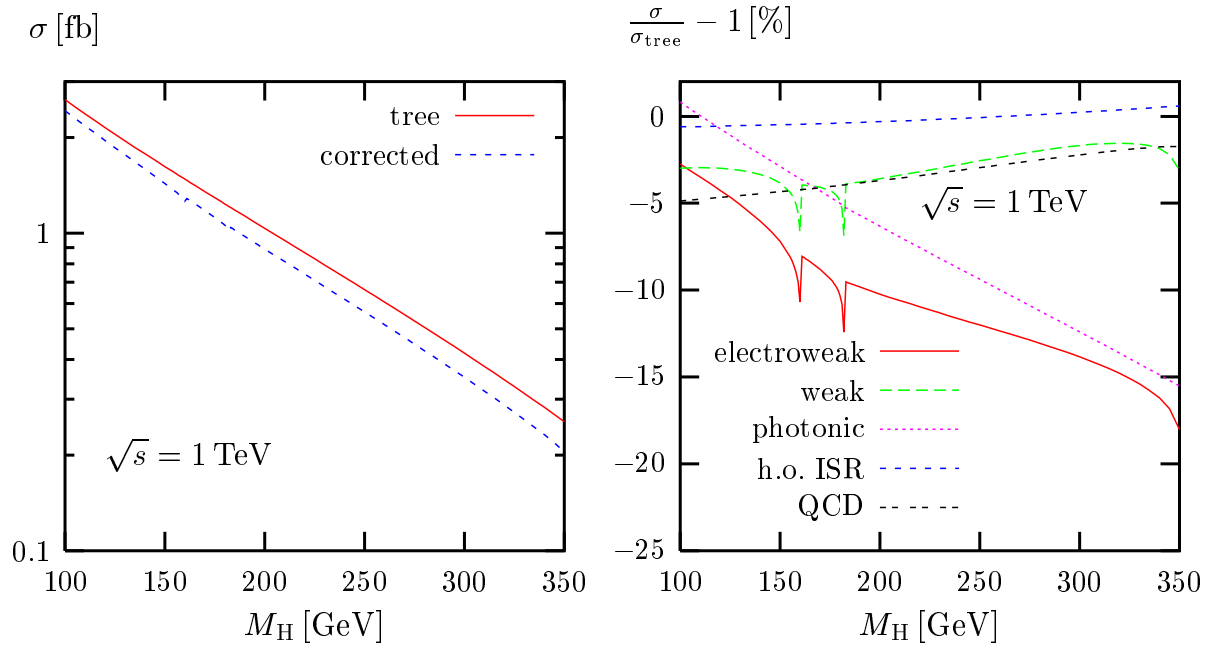 σ [fb]
tree
corrected
1
√s = 1 TeV
0.1
100 150 200 250 300 350
M_H [GeV]
σ/σ_tree − 1 [%]
0
−5
√s = 1 TeV
−10
electroweak
−15
weak
photonic
−20
h.o. ISR
QCD
−25
100 150 200 250 300 350
M_H [GeV]